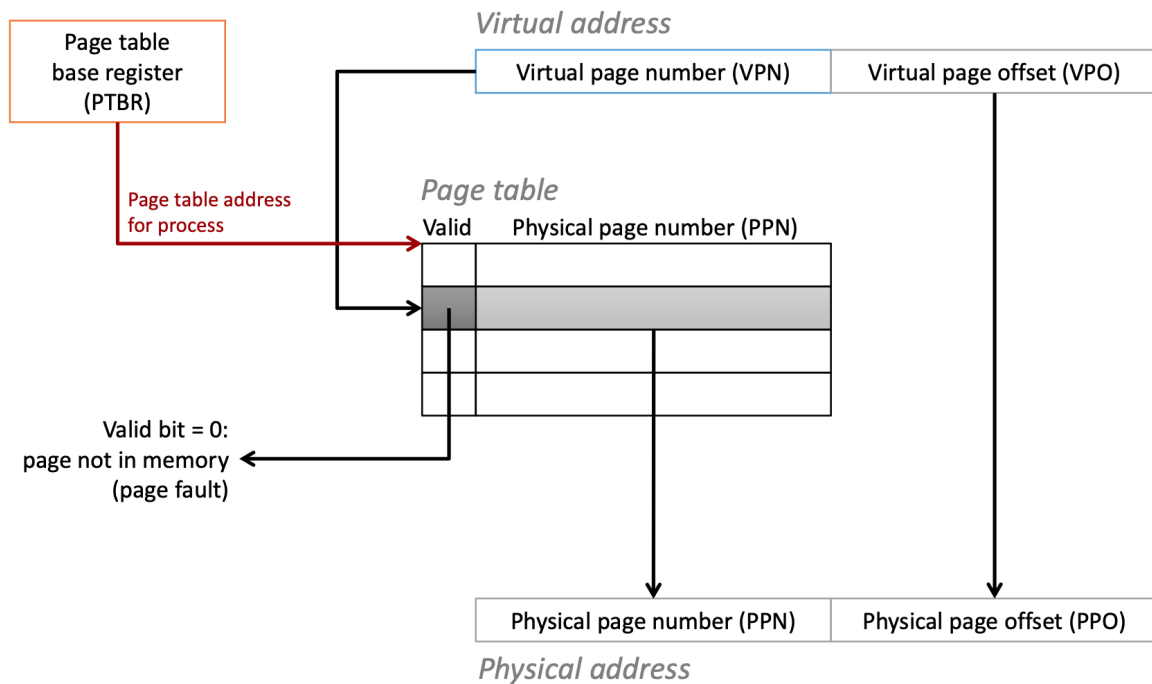 Virtual address
Page table
base register
(PTBR)
Virtual page number (VPN)
Virtual page offset (VPO)
Page table address
for process
Page table
Valid
Physical page number (PPN)
Valid bit = 0:
page not in memory
(page fault)
Physical page number (PPN)
Physical page offset (PPO)
Physical address